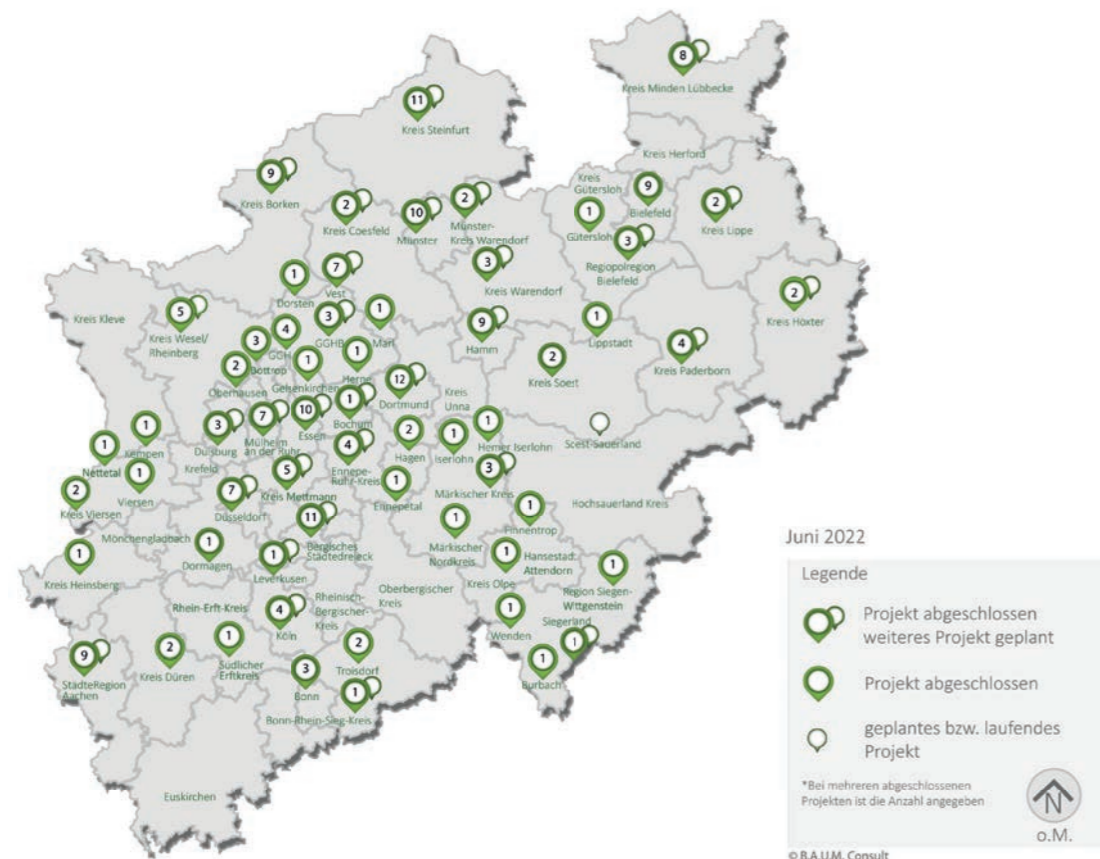 8
Kreis Minden Lübbecke
11
Kreis Steinfurt
Kreis Herford
9
Kreis Borken
2
Kreis Coesfeld
10
Münster
2
Münster-
Kreis Warendorf
Kreis
Gütersloh
1
Gütersloh
9
Bielefeld
3
Regiopolregion
Bielefeld
2
Kreis Lippe
3
Kreis Warendorf
2
Kreis Höxter
1
Dorsten
7
Vest
Kreis Kleve
5
Kreis Wesel/
Rheinberg
3
Bottrop
4
GGH
3
GGHB
1
Marl
9
Hamm
1
Lippstadt
4
Kreis Paderborn
2
Oberhausen
1
Gelsenkirchen
1
Herne
12
Dortmund
Kreis
Unna
2
Kreis Soert
Scest-Sauerland
3
Duisburg
7
Mülheim
an der Ruhr
10
Essen
1
Bochum
4
Ennepe-
Ruhr-Kreis
2
Hagen
1
Iserlohn
1
Hemer Iserlohn
3
Märkischer Kreis
1
Kempen
Krefeld
1
Nettetal
1
Viersen
2
Kreis Viersen
5
Kreis Mettmann
7
Düsseldorf
1
Ennepetal
Hochsauerland Kreis
1
Finnentrop
11
Bergisches
Städtedreieck
1
Märkischer
Nordkreis
Mönchengladbach
1
Dormagen
1
Leverkusen
1
Kreis Heinsberg
1
Hansestad:
Attendorn
Kreis Olpe
1
Region Siegen-
Wittgenstein
Siegerland
1
Oberbergischer
Kreis
Rheinisch-
Bergischer-
Kreis
Rhein-Erft-Kreis
4
Köln
1
Wenden
1
Burbach
9
StädteRegion
Aachen
2
Kreis Düren
1
Südlicher
Erftkreis
3
Bonn
2
Troisdorf
1
Bonn-Rhein-Sieg-Kreis
Euskirchen
Juni 2022
Legende
Projekt abgeschlossen
weiteres Projekt geplant
Projekt abgeschlossen
geplantes bzw. laufendes
Projekt
*Bei mehreren abgeschlossenen
Projekten ist die Anzahl angegeben
N
o.M.
© B.A.U.M. Consult